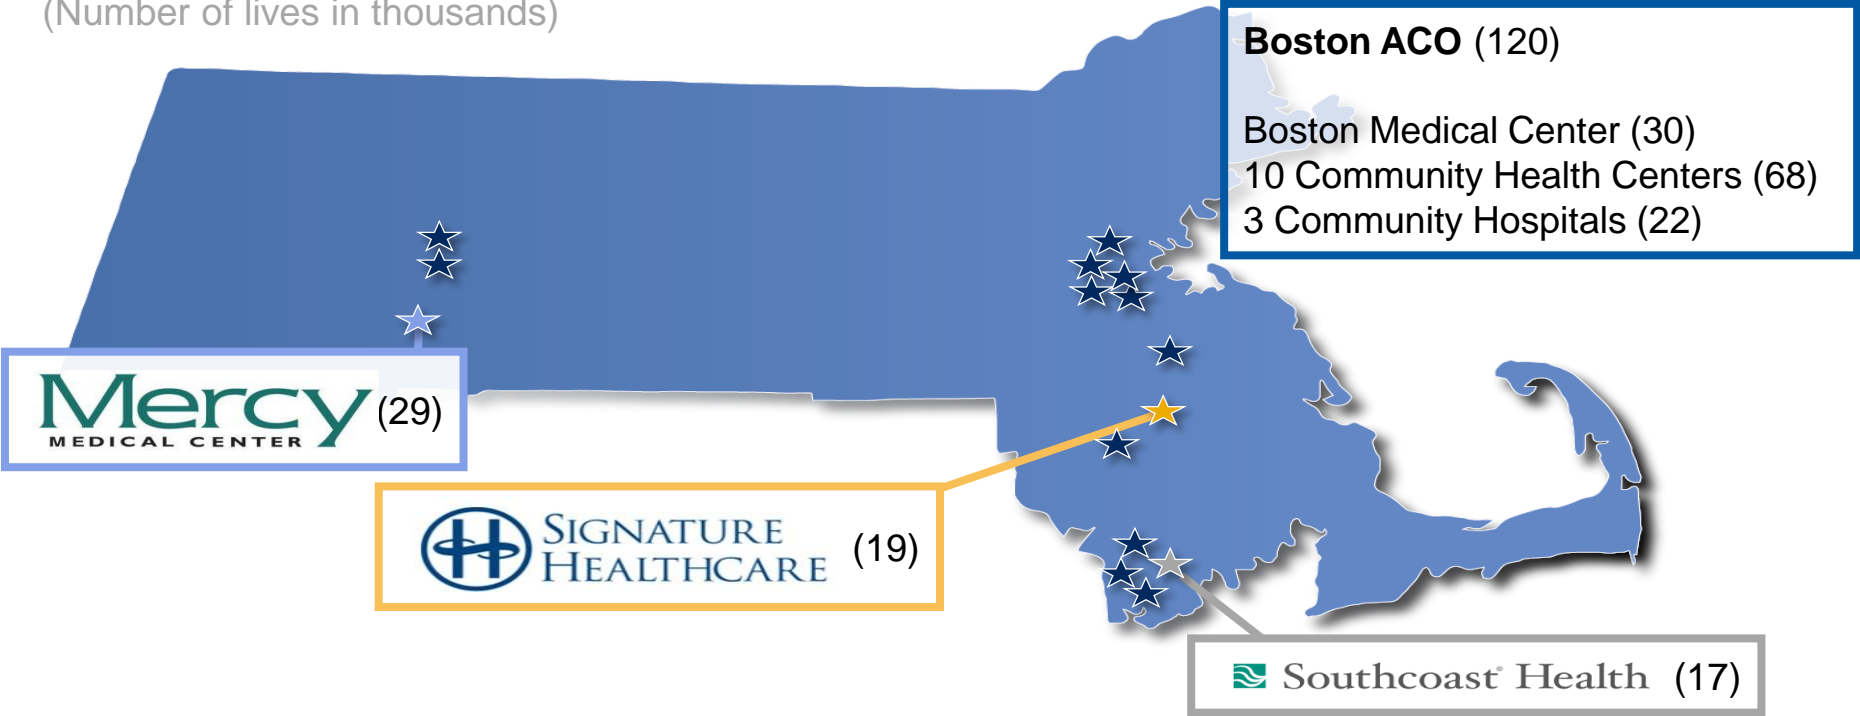 (Number of lives in thousands)
Boston ACO (120)
Boston Medical Center (30)
10 Community Health Centers (68)
3 Community Hospitals (22)
Mercy (29)
MEDICAL CENTER
SIGNATURE
HEALTHCARE (19)
Southcoast Health (17)